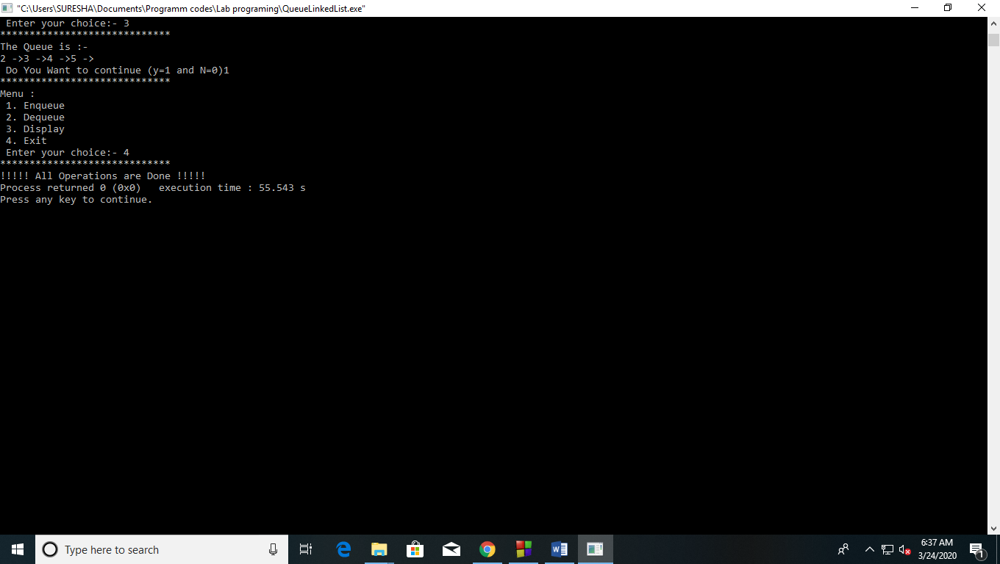 "C:\Users\SURESHA\Documents\Programm codes\Lab programing\QueueLinkedList.exe"
 Enter your choice:- 3
*****************************
The Queue is :-
2 ->3 ->4 ->5 ->
 Do You Want to continue (y=1 and N=0)1
*****************************
Menu :
 1. Enqueue
 2. Dequeue
 3. Display
 4. Exit
 Enter your choice:- 4
*****************************
!!!!! All Operations are Done !!!!!
Process returned 0 (0x0)   execution time : 55.543 s
Press any key to continue.
Type here to search
6:37 AM
3/24/2020
1